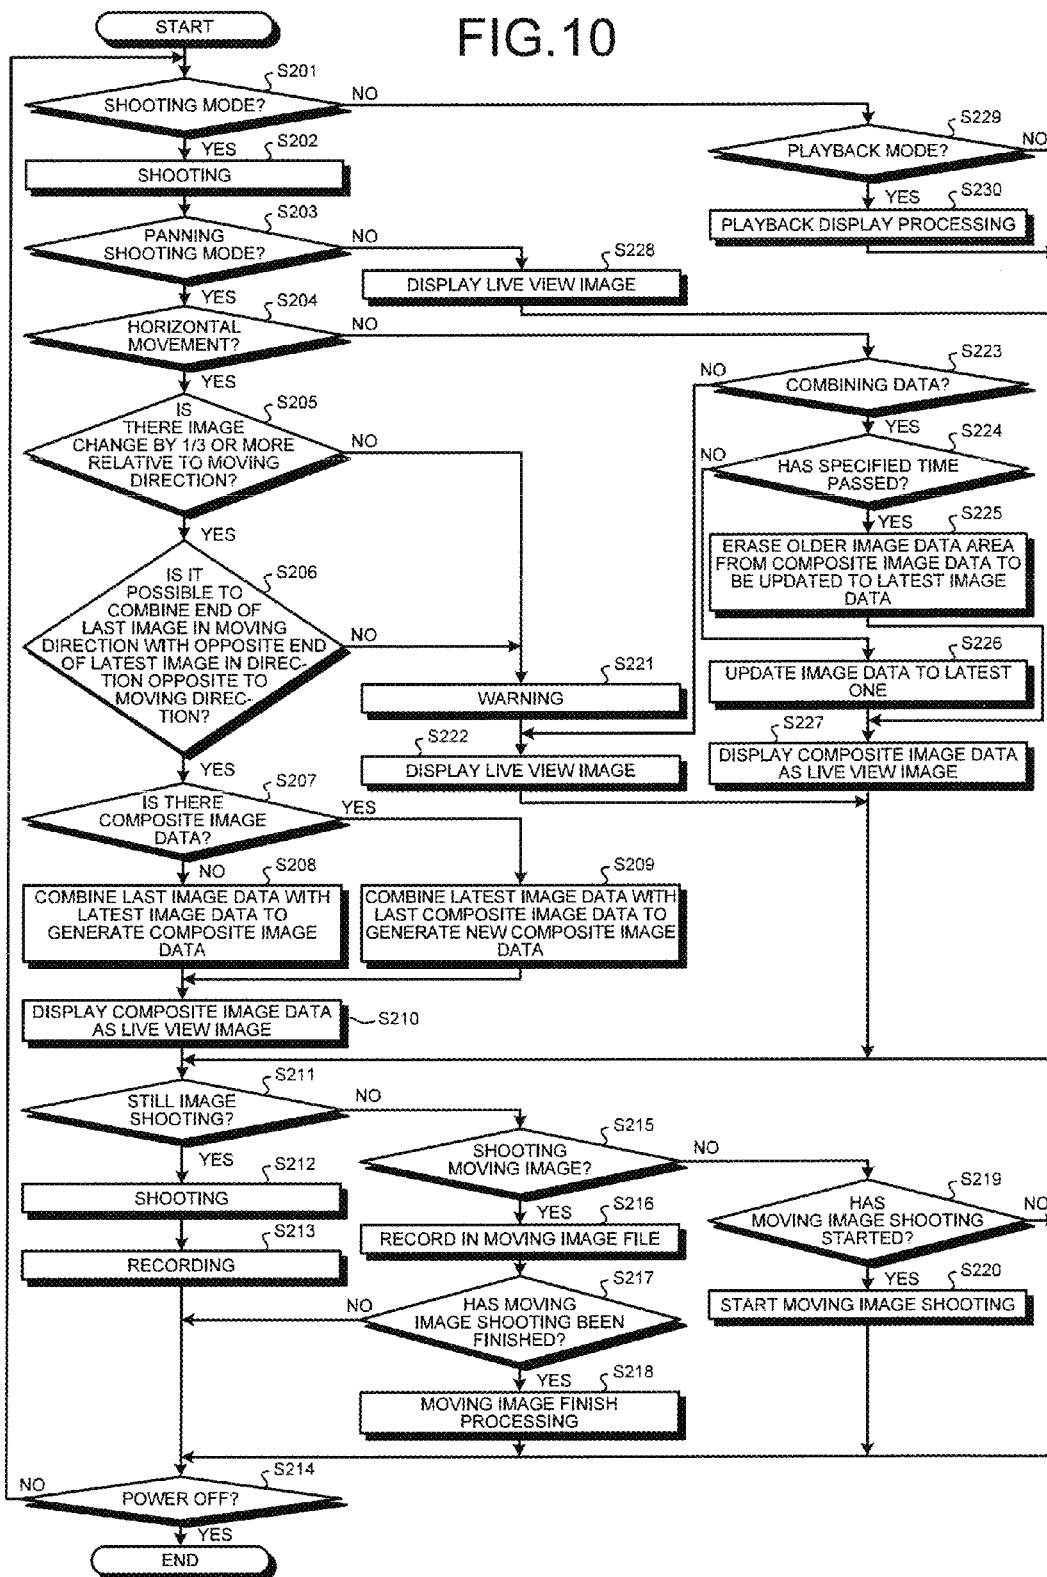 FIG.10
START
S201
SHOOTING MODE?
NO
YES
S202
SHOOTING
S229
PLAYBACK MODE?
NO
YES
S230
PLAYBACK DISPLAY PROCESSING
S203
PANNING
SHOOTING MODE?
NO
YES
S228
DISPLAY LIVE VIEW IMAGE
S204
HORIZONTAL
MOVEMENT?
NO
YES
S223
COMBINING DATA?
NO
YES
S205
IS
THERE IMAGE
CHANGE BY 1/3 OR MORE
RELATIVE TO MOVING
DIRECTION?
NO
YES
S224
HAS SPECIFIED TIME
PASSED?
NO
YES
S225
ERASE OLDER IMAGE DATA AREA
FROM COMPOSITE IMAGE DATA TO
BE UPDATED TO LATEST IMAGE
DATA
S206
IS IT
POSSIBLE TO
COMBINE END OF
LAST IMAGE IN MOVING
DIRECTION WITH OPPOSITE END
OF LATEST IMAGE IN DIREC-
TION OPPOSITE TO
MOVING DIREC-
TION?
NO
YES
S221
WARNING
S226
UPDATE IMAGE DATA TO LATEST
ONE
S222
DISPLAY LIVE VIEW IMAGE
S227
DISPLAY COMPOSITE IMAGE DATA
AS LIVE VIEW IMAGE
S207
IS THERE
COMPOSITE IMAGE
DATA?
YES
NO
S208
COMBINE LAST IMAGE DATA WITH
LATEST IMAGE DATA TO
GENERATE COMPOSITE IMAGE
DATA
S209
COMBINE LATEST IMAGE DATA WITH
LAST COMPOSITE IMAGE DATA TO
GENERATE NEW COMPOSITE IMAGE
DATA
DISPLAY COMPOSITE IMAGE DATA
AS LIVE VIEW IMAGE
S210
S211
STILL IMAGE
SHOOTING?
NO
YES
S212
SHOOTING
S213
RECORDING
S215
SHOOTING
MOVING IMAGE?
NO
YES
S216
RECORD IN MOVING IMAGE FILE
S217
HAS MOVING
IMAGE SHOOTING BEEN
FINISHED?
NO
YES
S218
MOVING IMAGE FINISH
PROCESSING
S219
HAS
MOVING IMAGE SHOOTING
STARTED?
NO
YES
S220
START MOVING IMAGE SHOOTING
S214
POWER OFF?
NO
YES
END